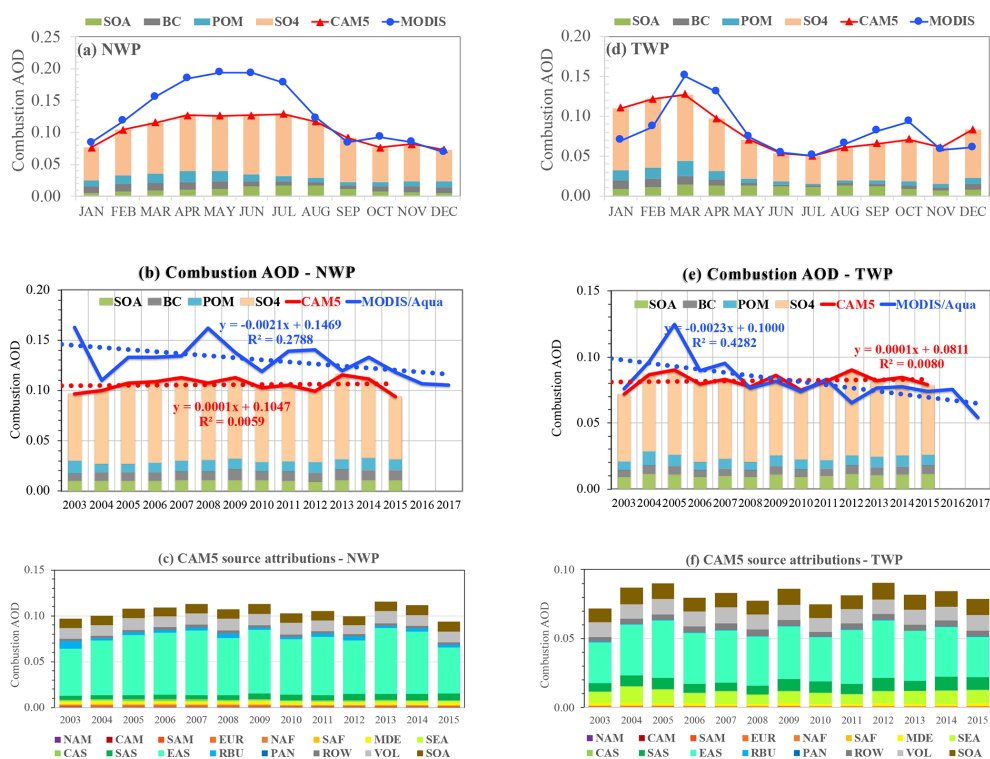 SOA BC POM SO4 CAM5 MODIS
(a) NWP
Combustion AOD
0.25
0.20
0.15
0.10
0.05
0.00
JAN FEB MAR APR MAY JUN JUL AUG SEP OCT NOV DEC
SOA BC POM SO4 CAM5 MODIS
(d) TWP
Combustion AOD
0.20
0.15
0.10
0.05
0.00
JAN FEB MAR APR MAY JUN JUL AUG SEP OCT NOV DEC
(b) Combustion AOD - NWP
SOA BC POM SO4 CAM5 MODIS/Aqua
y = -0.0021x + 0.1469
R² = 0.2788
y = 0.0001x + 0.1047
R² = 0.0059
Combustion AOD
0.20
0.15
0.10
0.05
0.00
2003 2004 2005 2006 2007 2008 2009 2010 2011 2012 2013 2014 2015 2016 2017
(e) Combustion AOD - TWP
SOA BC POM SO4 CAM5 MODIS/Aqua
y = -0.0023x + 0.1000
R² = 0.4282
0.0001x + 0.0811
R² = 0.0080
Combustion AOD
0.15
0.10
0.05
0.00
2003 2004 2005 2006 2007 2008 2009 2010 2011 2012 2013 2014 2015 2016 2017
(c) CAM5 source attributions - NWP
Combustion AOD
0.15
0.10
0.05
0.00
2003 2004 2005 2006 2007 2008 2009 2010 2011 2012 2013 2014 2015
NAM CAM SAM EUR NAF SAF MDE SEA
CAS SAS EAS RBU PAN ROW VOL SOA
(f) CAM5 source attributions - TWP
Combustion AOD
0.10
0.05
0.00
2003 2004 2005 2006 2007 2008 2009 2010 2011 2012 2013 2014 2015
NAM CAM SAM EUR NAF SAF MDE SEA
CAS SAS EAS RBU PAN ROW VOL SOA